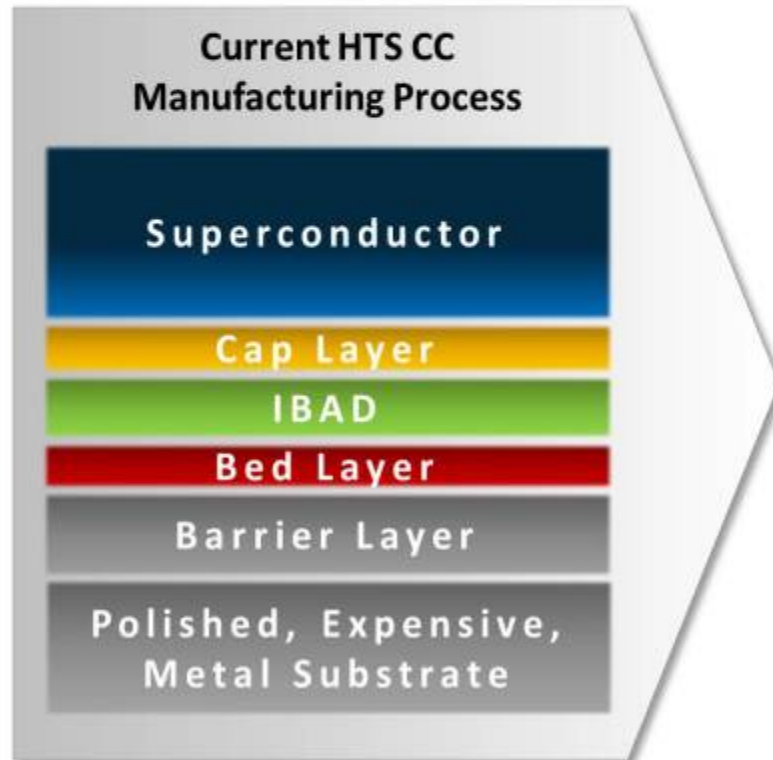 Current HTS CC
Manufacturing Process
Superconductor
Cap Layer
IBAD
Bed Layer
Barrier Layer
Polished, Expensive,
Metal Substrate